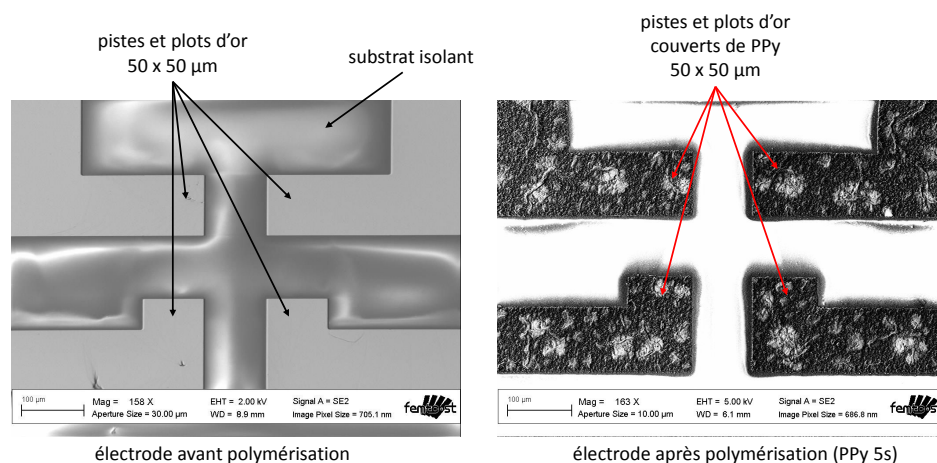 pistes et plots d'or
50 x 50 µm
substrat isolant
pistes et plots d'or
couverts de PPy
50 x 50 µm
100 µm
Mag = 158 X
EHT = 2.00 kV
Signal A = SE2
Aperture Size = 30.00 µm
WD = 8.9 mm
Image Pixel Size = 705.1 nm
100 µm
Mag = 163 X
EHT = 5.00 kV
Signal A = SE2
Aperture Size = 10.00 µm
WD = 6.1 mm
Image Pixel Size = 686.8 nm
électrode avant polymérisation
électrode après polymérisation (PPy 5s)